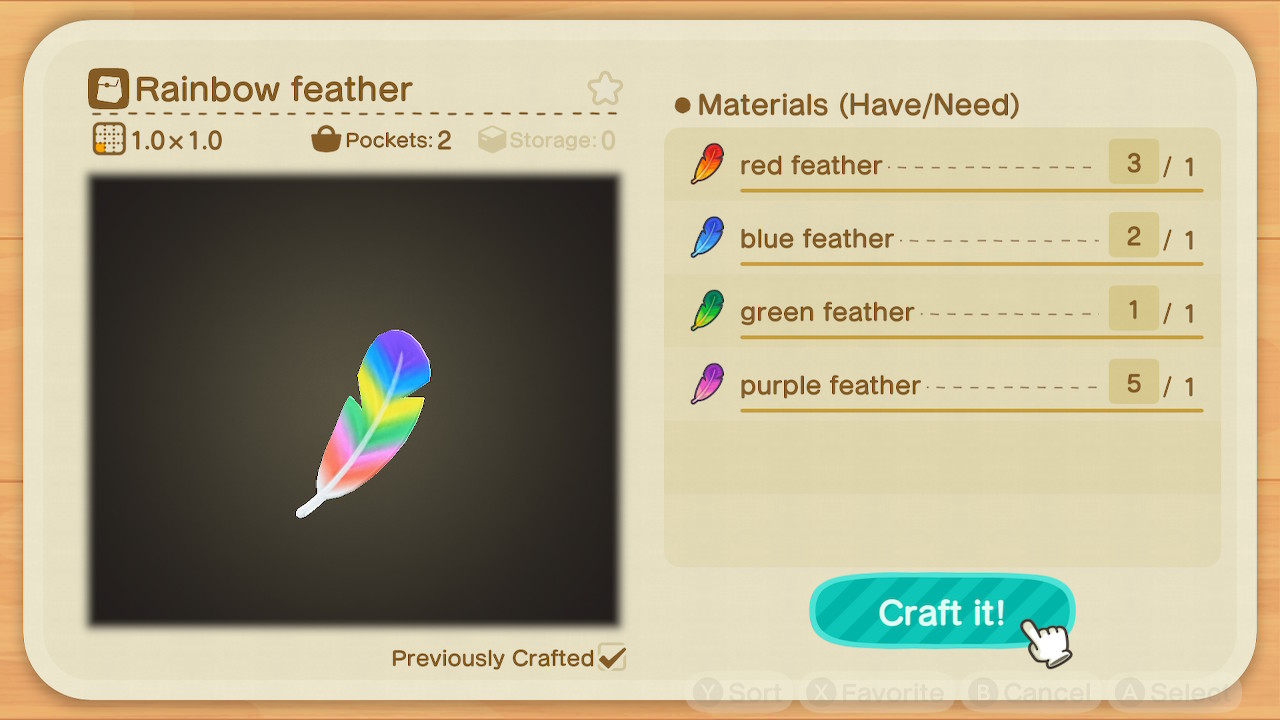 Rainbow feather
1.0×1.0 Pockets: 2 Storage: 0
Previously Crafted
Materials (Have/Need)
red feather 3 / 1
blue feather 2 / 1
green feather 1 / 1
purple feather 5 / 1
Craft it!
Y Sort X Favorite B Cancel A Select